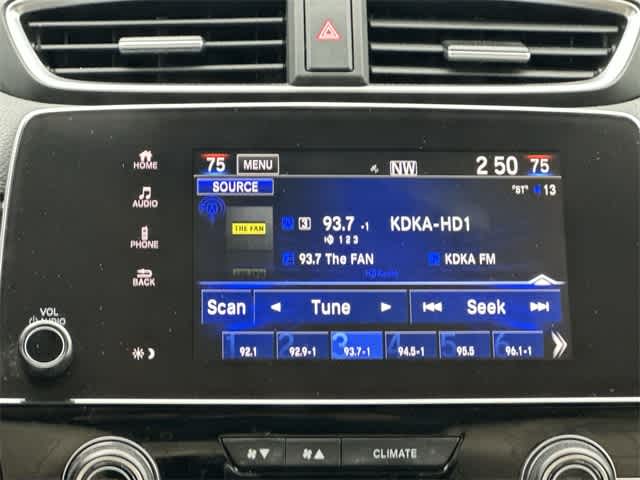 75 MENU NW 2 50 75
HOME
SOURCE
"ST" 13
AUDIO
THE FAN
3 93.7 -1 KDKA-HD1
1 2 3
PHONE
93.7 The FAN KDKA FM
HD Radio
BACK
Scan Tune Seek
VOL
AUDIO
1 92.1
2 92.9-1
3 93.7-1
4 94.5-1
5 95.5
6 96.1-1
CLIMATE